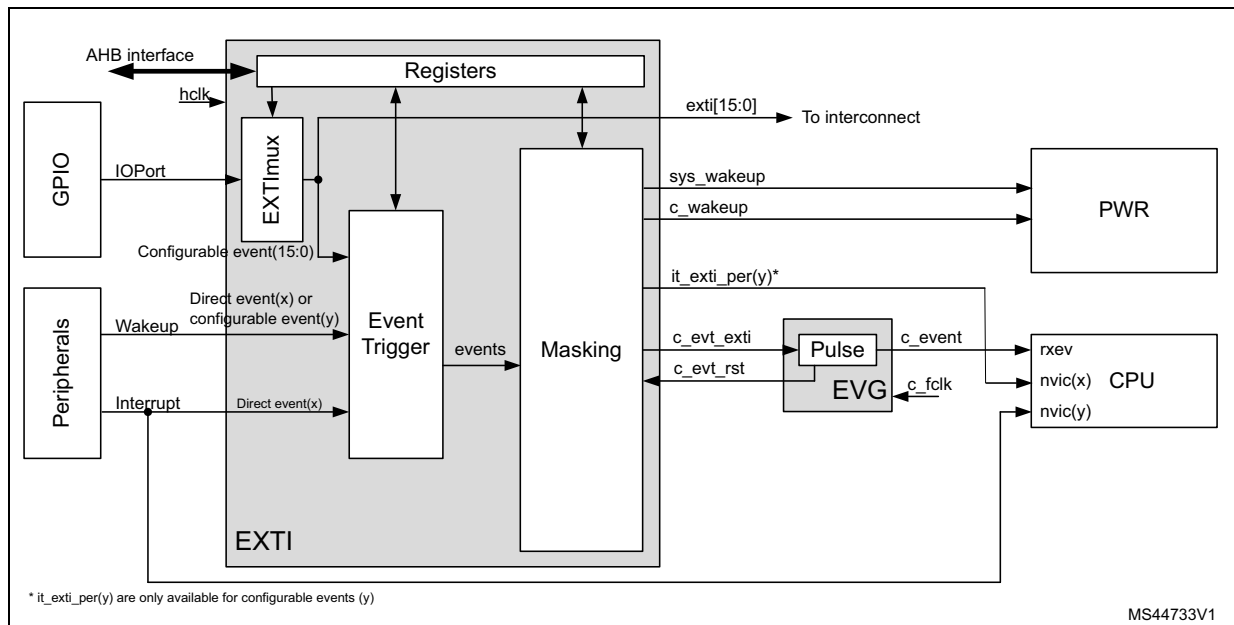 AHB interface
Registers
hclk
exti[15:0]
To interconnect
GPIO
IOPort
EXTImux
sys_wakeup
c_wakeup
PWR
Configurable event(15:0)
it_exti_per(y)*
Direct event(x) or
configurable event(y)
Peripherals
Wakeup
Event
Trigger
events
Masking
c_evt_exti
Pulse
c_event
rxev
c_evt_rst
EVG
c_fclk
nvic(x)
CPU
Interrupt
Direct event(x)
nvic(y)
EXTI
* it_exti_per(y) are only available for configurable events (y)
MS44733V1